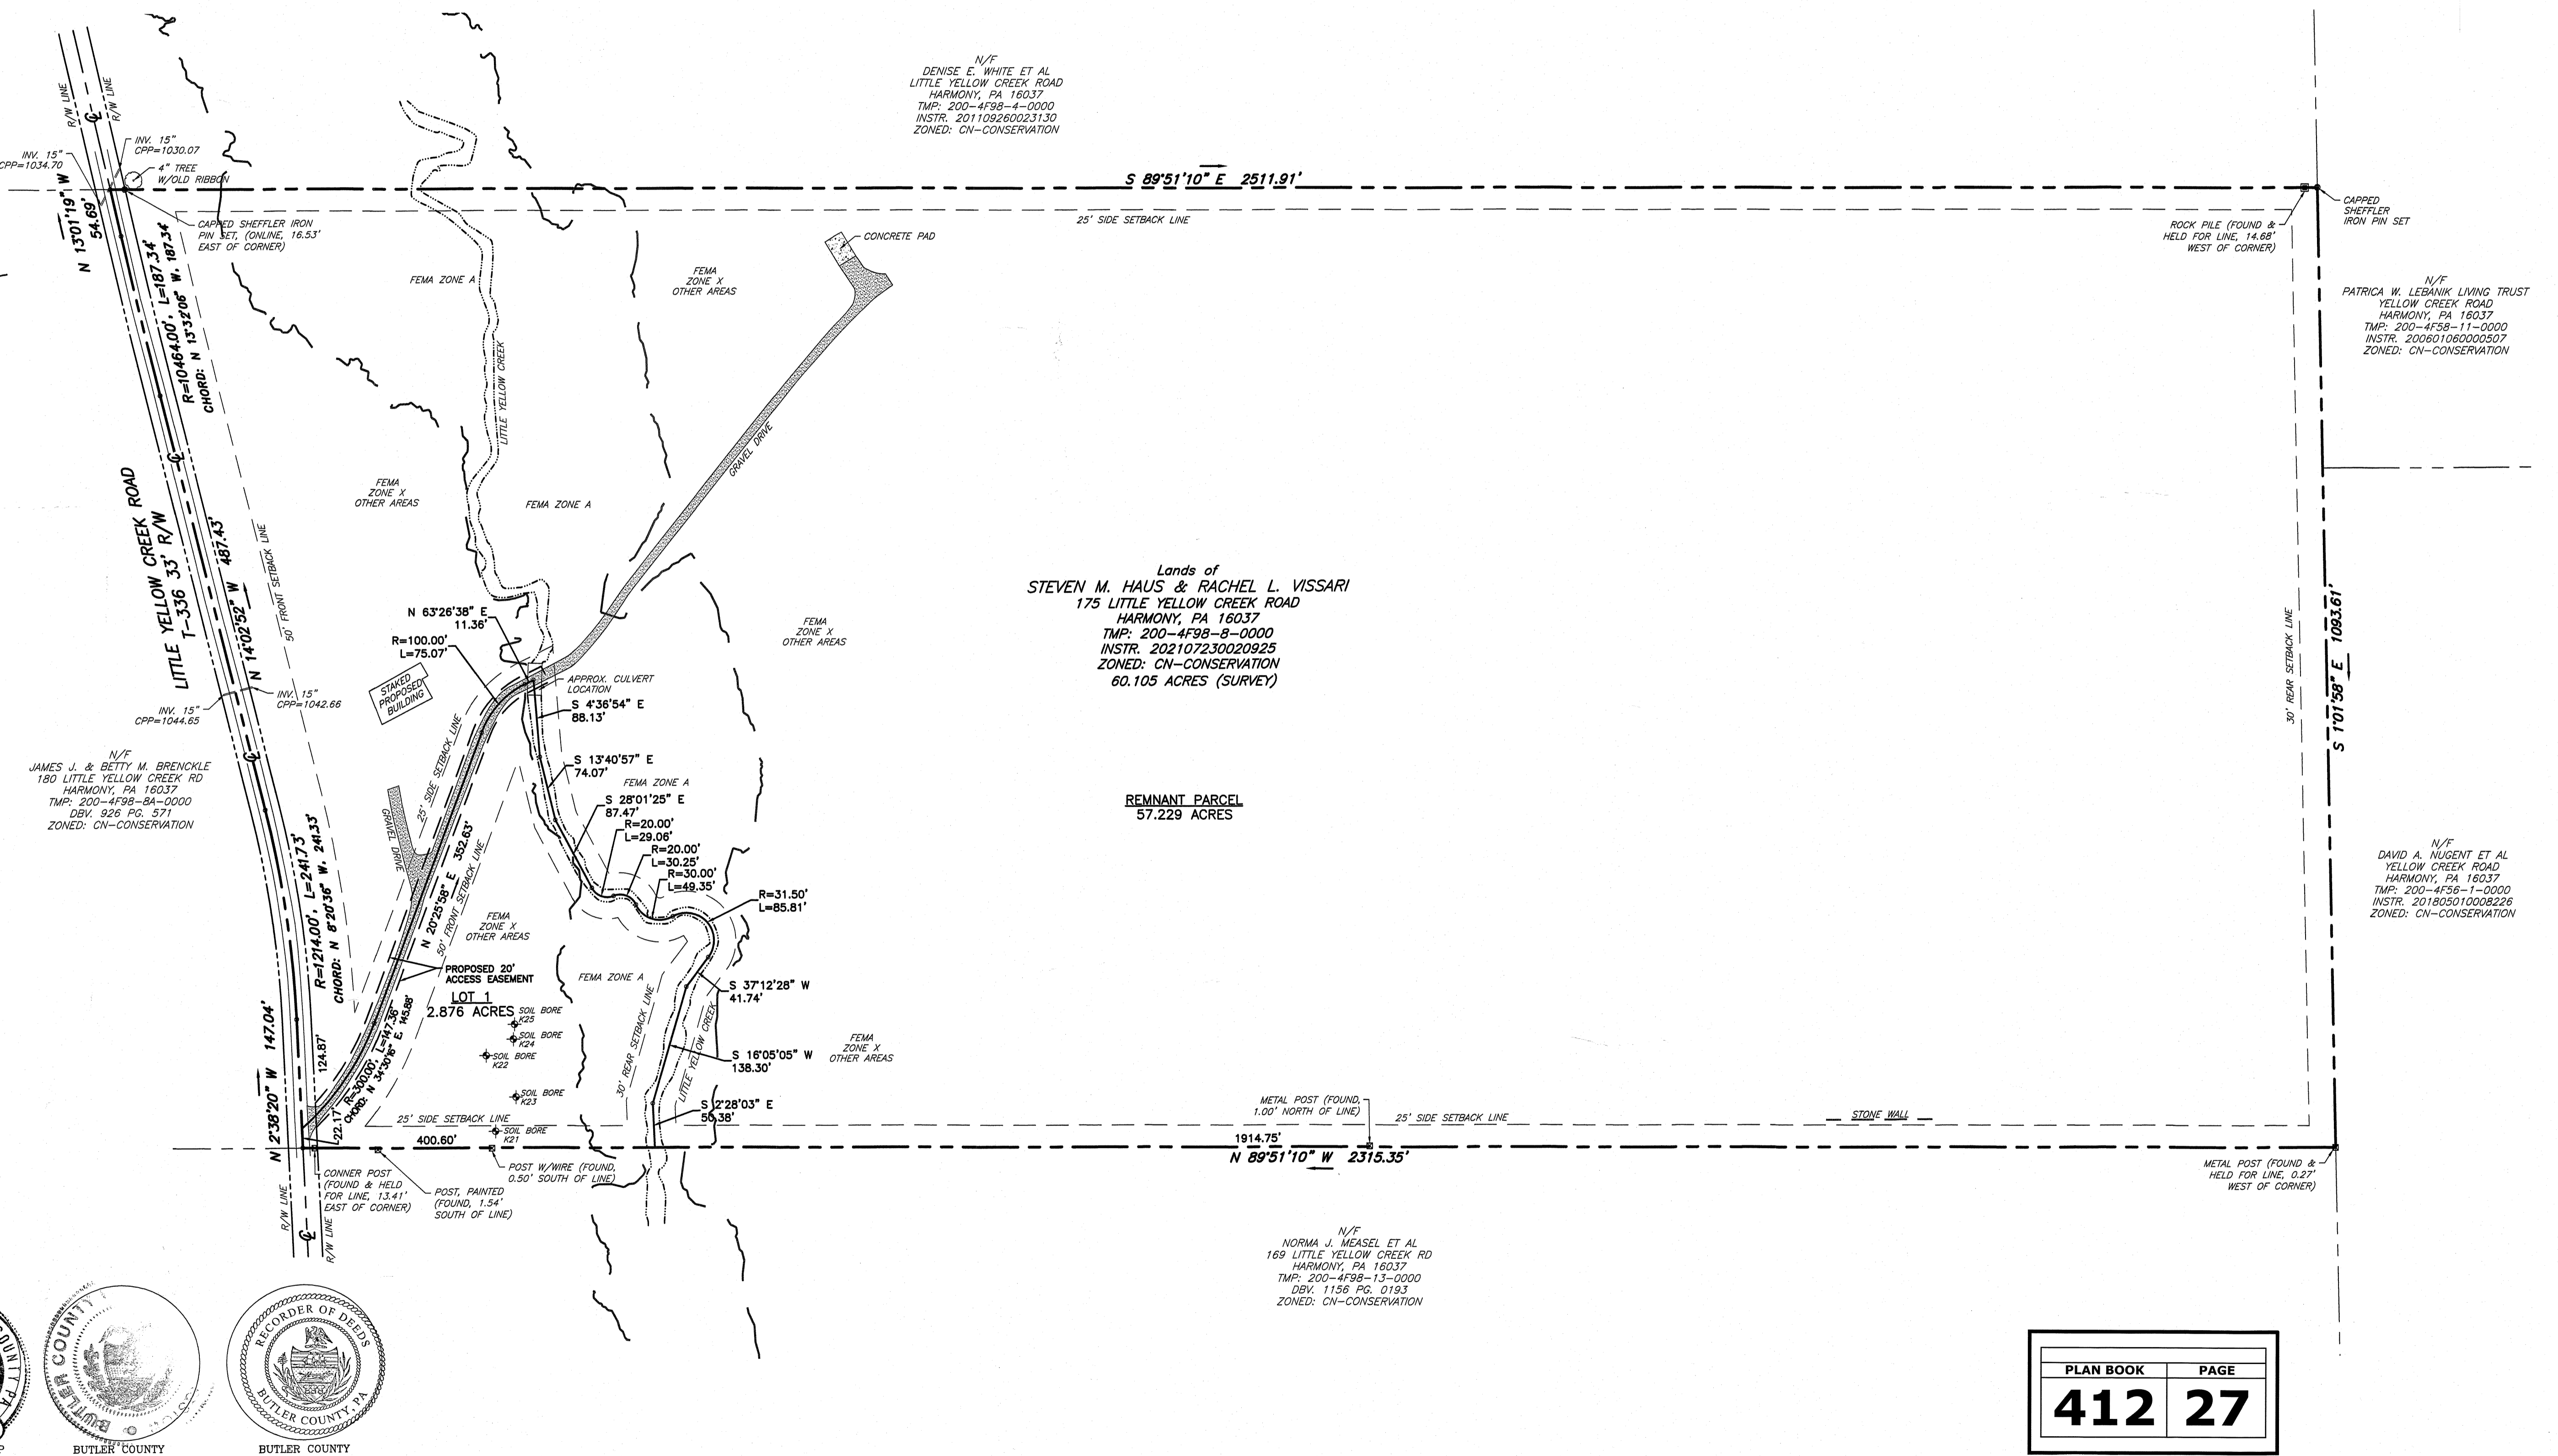 N/F
DENISE E. WHITE ET AL
LITTLE YELLOW CREEK ROAD
HARMONY, PA 16037
TMP: 200-4F98-4-0000
INSTR. 201109260023130
ZONED: CN-CONSERVATION
R/W LINE
R/W LINE
INV. 15"
CPP=1034.70
INV. 15"
CPP=1030.07
4" TREE
W/OLD RIBBON
CAPPED SHEFFLER IRON
PIN SET, (ONLINE, 16.53'
EAST OF CORNER)
N 13°01'19" W
54.69'
R=10464.00', L=187.34'
CHORD: N 13°32'06" W, 187.34'
S 89°51'10" E 2511.91'
25' SIDE SETBACK LINE
CONCRETE PAD
ROCK PILE (FOUND &
HELD FOR LINE, 14.68'
WEST OF CORNER)
CAPPED
SHEFFLER
IRON PIN SET
N/F
PATRICA W. LEBANIK LIVING TRUST
YELLOW CREEK ROAD
HARMONY, PA 16037
TMP: 200-4F58-11-0000
INSTR. 200601060000507
ZONED: CN-CONSERVATION
FEMA ZONE A
FEMA
ZONE X
OTHER AREAS
LITTLE YELLOW CREEK
GRAVEL DRIVE
FEMA
ZONE X
OTHER AREAS
FEMA ZONE A
LITTLE YELLOW CREEK ROAD
T-336 33' R/W
N 14°02'52" W 487.43'
50' FRONT SETBACK LINE
Lands of
STEVEN M. HAUS & RACHEL L. VISSARI
175 LITTLE YELLOW CREEK ROAD
HARMONY, PA 16037
TMP: 200-4F98-8-0000
INSTR. 202107230020925
ZONED: CN-CONSERVATION
60.105 ACRES (SURVEY)
N 63°26'38" E
11.36'
R=100.00'
L=75.07'
FEMA
ZONE X
OTHER AREAS
30' REAR SETBACK LINE
S 1°01'58" E 1093.61'
STAKED
PROPOSED
BUILDING
APPROX. CULVERT
LOCATION
INV. 15"
CPP=1042.66
INV. 15"
CPP=1044.65
S 4°36'54" E
88.13'
N/F
JAMES J. & BETTY M. BRENCKLE
180 LITTLE YELLOW CREEK RD
HARMONY, PA 16037
TMP: 200-4F98-8A-0000
DBV. 926 PG. 571
ZONED: CN-CONSERVATION
25' SIDE SETBACK LINE
S 13°40'57" E
74.07'
FEMA ZONE A
S 28°01'25" E
87.47'
R=20.00'
L=29.06'
R=20.00'
L=30.25'
R=30.00'
L=49.35'
R=31.50'
L=85.81'
REMNANT PARCEL
57.229 ACRES
GRAVEL DRIVE
N 20°25'58" E 352.63'
50' FRONT SETBACK LINE
R=1214.00', L=241.73'
CHORD: N 8°20'36" W, 241.33'
FEMA
ZONE X
OTHER AREAS
N/F
DAVID A. NUGENT ET AL
YELLOW CREEK ROAD
HARMONY, PA 16037
TMP: 200-4F56-1-0000
INSTR. 201805010008226
ZONED: CN-CONSERVATION
PROPOSED 20'
ACCESS EASEMENT
FEMA ZONE A
S 37°12'28" W
41.74'
LOT 1
2.876 ACRES
SOIL BORE
K25
SOIL BORE
K24
SOIL BORE
K22
SOIL BORE
K23
SOIL BORE
K21
30' REAR SETBACK LINE
LITTLE YELLOW CREEK
FEMA
ZONE X
OTHER AREAS
S 16°05'05" W
138.30'
S 2°28'03" E
50.38'
N 2°38'20" W 147.04'
124.87'
22.17'
R=300.00', L=147.36'
CHORD: N 34°30'16" E, 145.88'
25' SIDE SETBACK LINE
400.60'
METAL POST (FOUND,
1.00' NORTH OF LINE)
25' SIDE SETBACK LINE
STONE WALL
1914.75'
N 89°51'10" W 2315.35'
CONNER POST
(FOUND & HELD
FOR LINE, 13.41'
EAST OF CORNER)
POST, PAINTED
(FOUND, 1.54'
SOUTH OF LINE)
POST W/WIRE (FOUND,
0.50' SOUTH OF LINE)
METAL POST (FOUND &
HELD FOR LINE, 0.27'
WEST OF CORNER)
R/W LINE
R/W LINE
N/F
NORMA J. MEASEL ET AL
169 LITTLE YELLOW CREEK RD
HARMONY, PA 16037
TMP: 200-4F98-13-0000
DBV. 1156 PG. 0193
ZONED: CN-CONSERVATION
COUNTY PA
BUTLER COUNTY
BUTLER COUNTY
RECORDER OF DEEDS
BUTLER COUNTY, PA
BUTLER COUNTY
PLAN BOOK PAGE
412 27